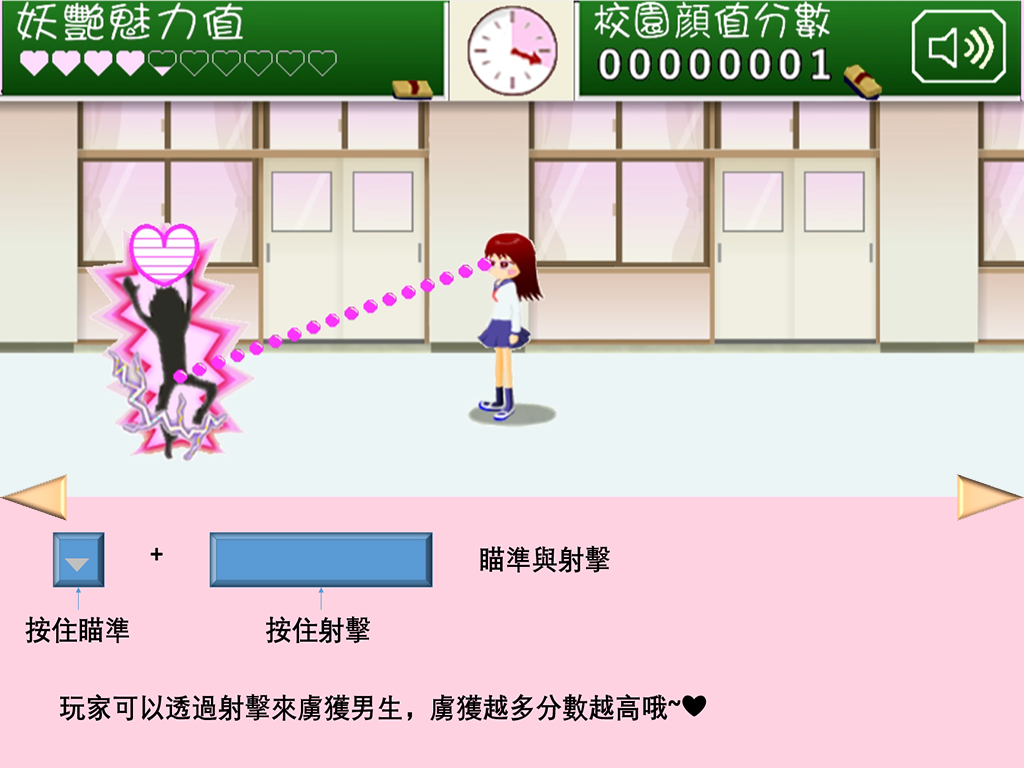 妖艷魅力值
校園顏值分數
00000001
+
瞄準與射擊
按住瞄準
按住射擊
玩家可以透過射擊來虜獲男生，虜獲越多分數越高哦~♥